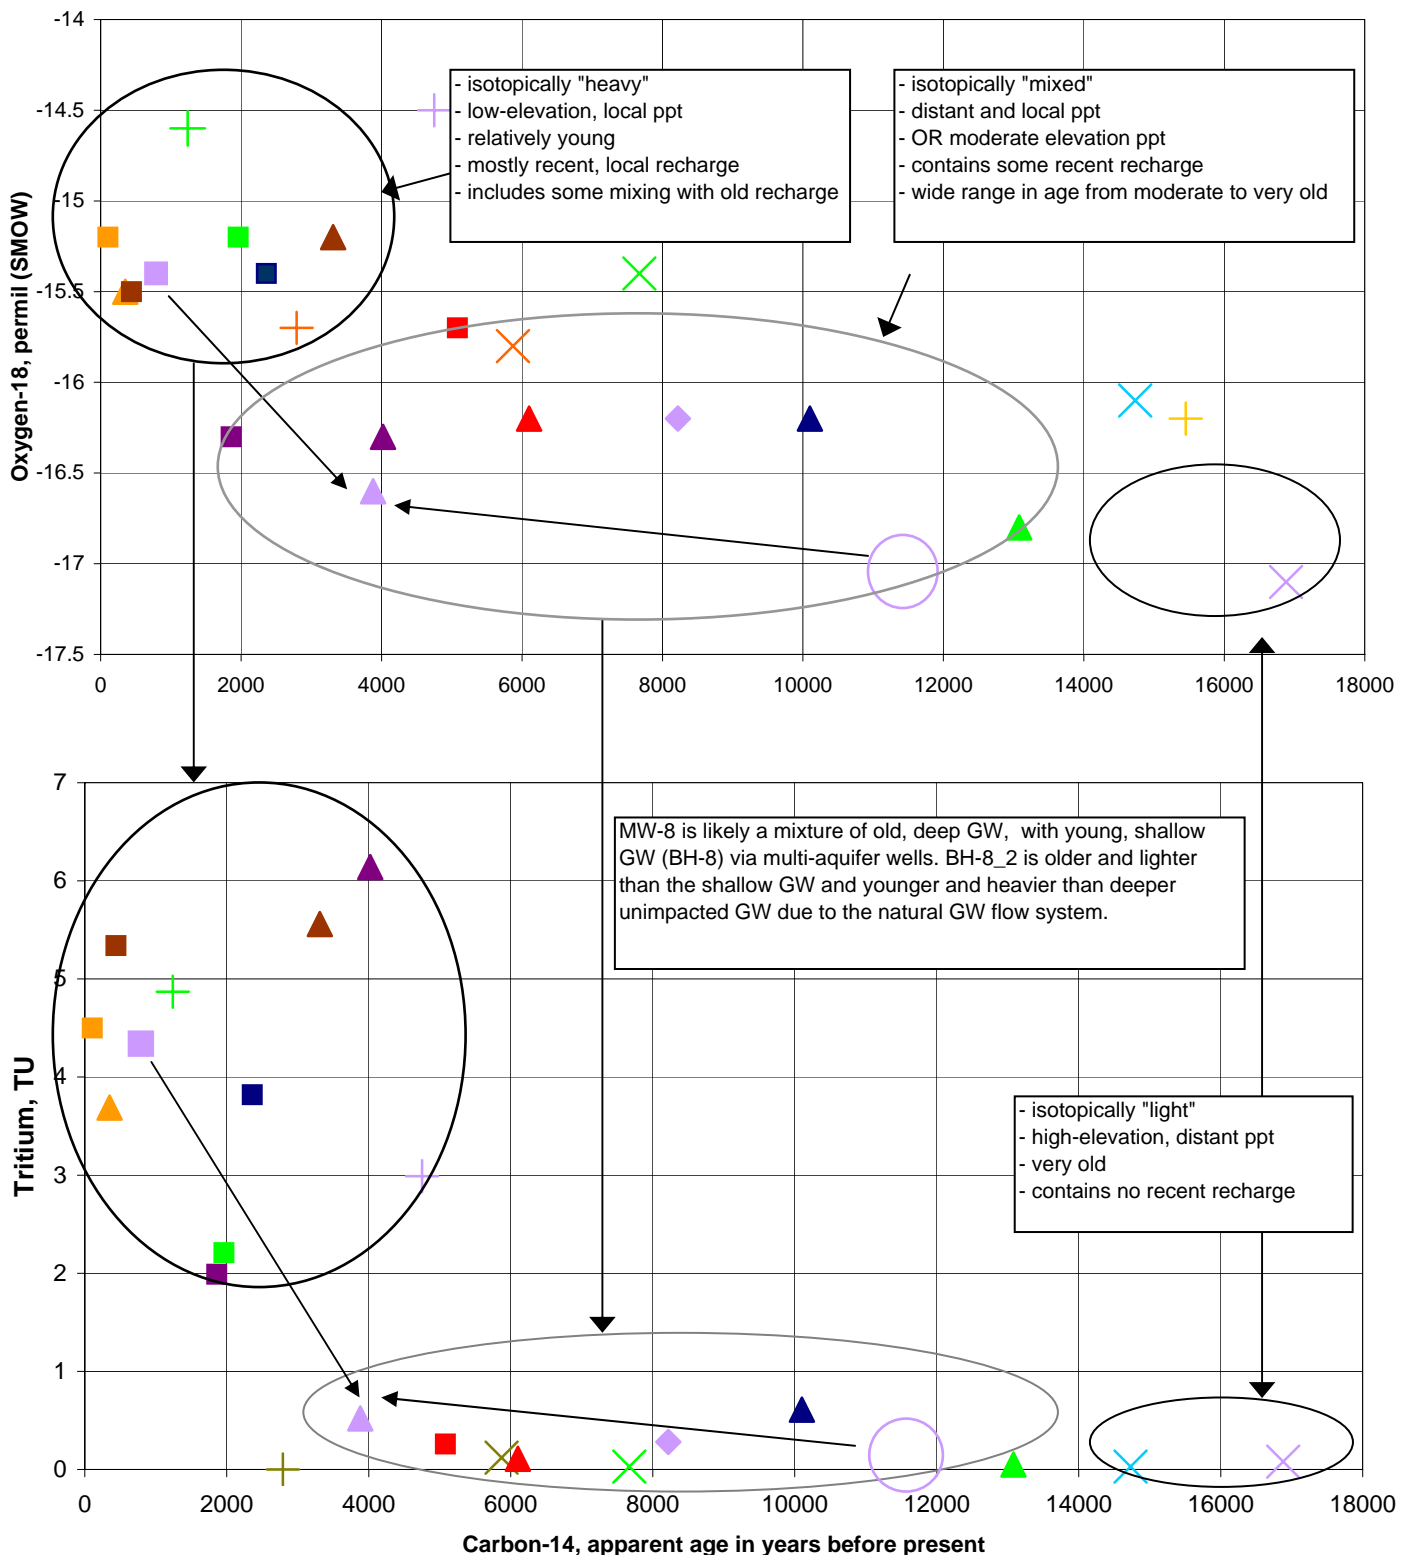 -14
- isotopically "heavy"
- low-elevation, local ppt
- relatively young
- mostly recent, local recharge
- includes some mixing with old recharge
- isotopically "mixed"
- distant and local ppt
- OR moderate elevation ppt
- contains some recent recharge
- wide range in age from moderate to very old
-14.5
-15
-15.5
-16
-16.5
-17
-17.5
Oxygen-18, permil (SMOW)
0 2000 4000 6000 8000 10000 12000 14000 16000 18000
7
MW-8 is likely a mixture of old, deep GW, with young, shallow
GW (BH-8) via multi-aquifer wells. BH-8_2 is older and lighter
than the shallow GW and younger and heavier than deeper
unimpacted GW due to the natural GW flow system.
6
5
4
3
2
1
0
Tritium, TU
- isotopically "light"
- high-elevation, distant ppt
- very old
- contains no recent recharge
0 2000 4000 6000 8000 10000 12000 14000 16000 18000
Carbon-14, apparent age in years before present